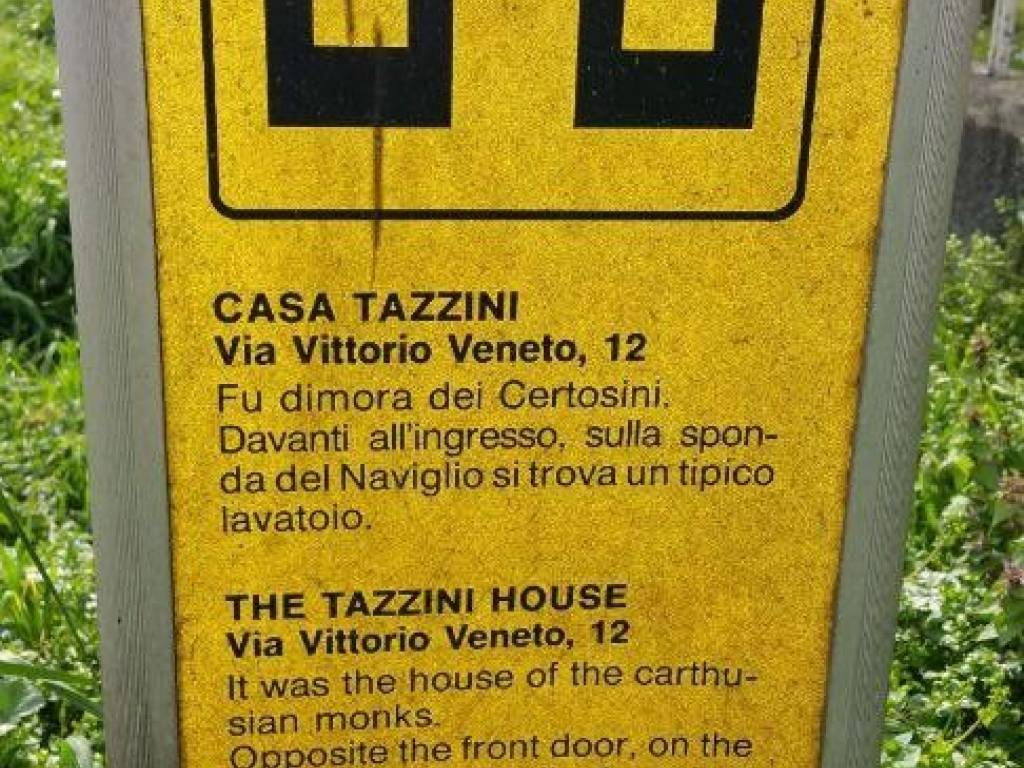 CASA TAZZINI
Via Vittorio Veneto, 12
Fu dimora dei Certosini.
Davanti all'ingresso, sulla spon-
da del Naviglio si trova un tipico
lavatoio.
THE TAZZINI HOUSE
Via Vittorio Veneto, 12
It was the house of the carthu-
sian monks.
Opposite the front door, on the